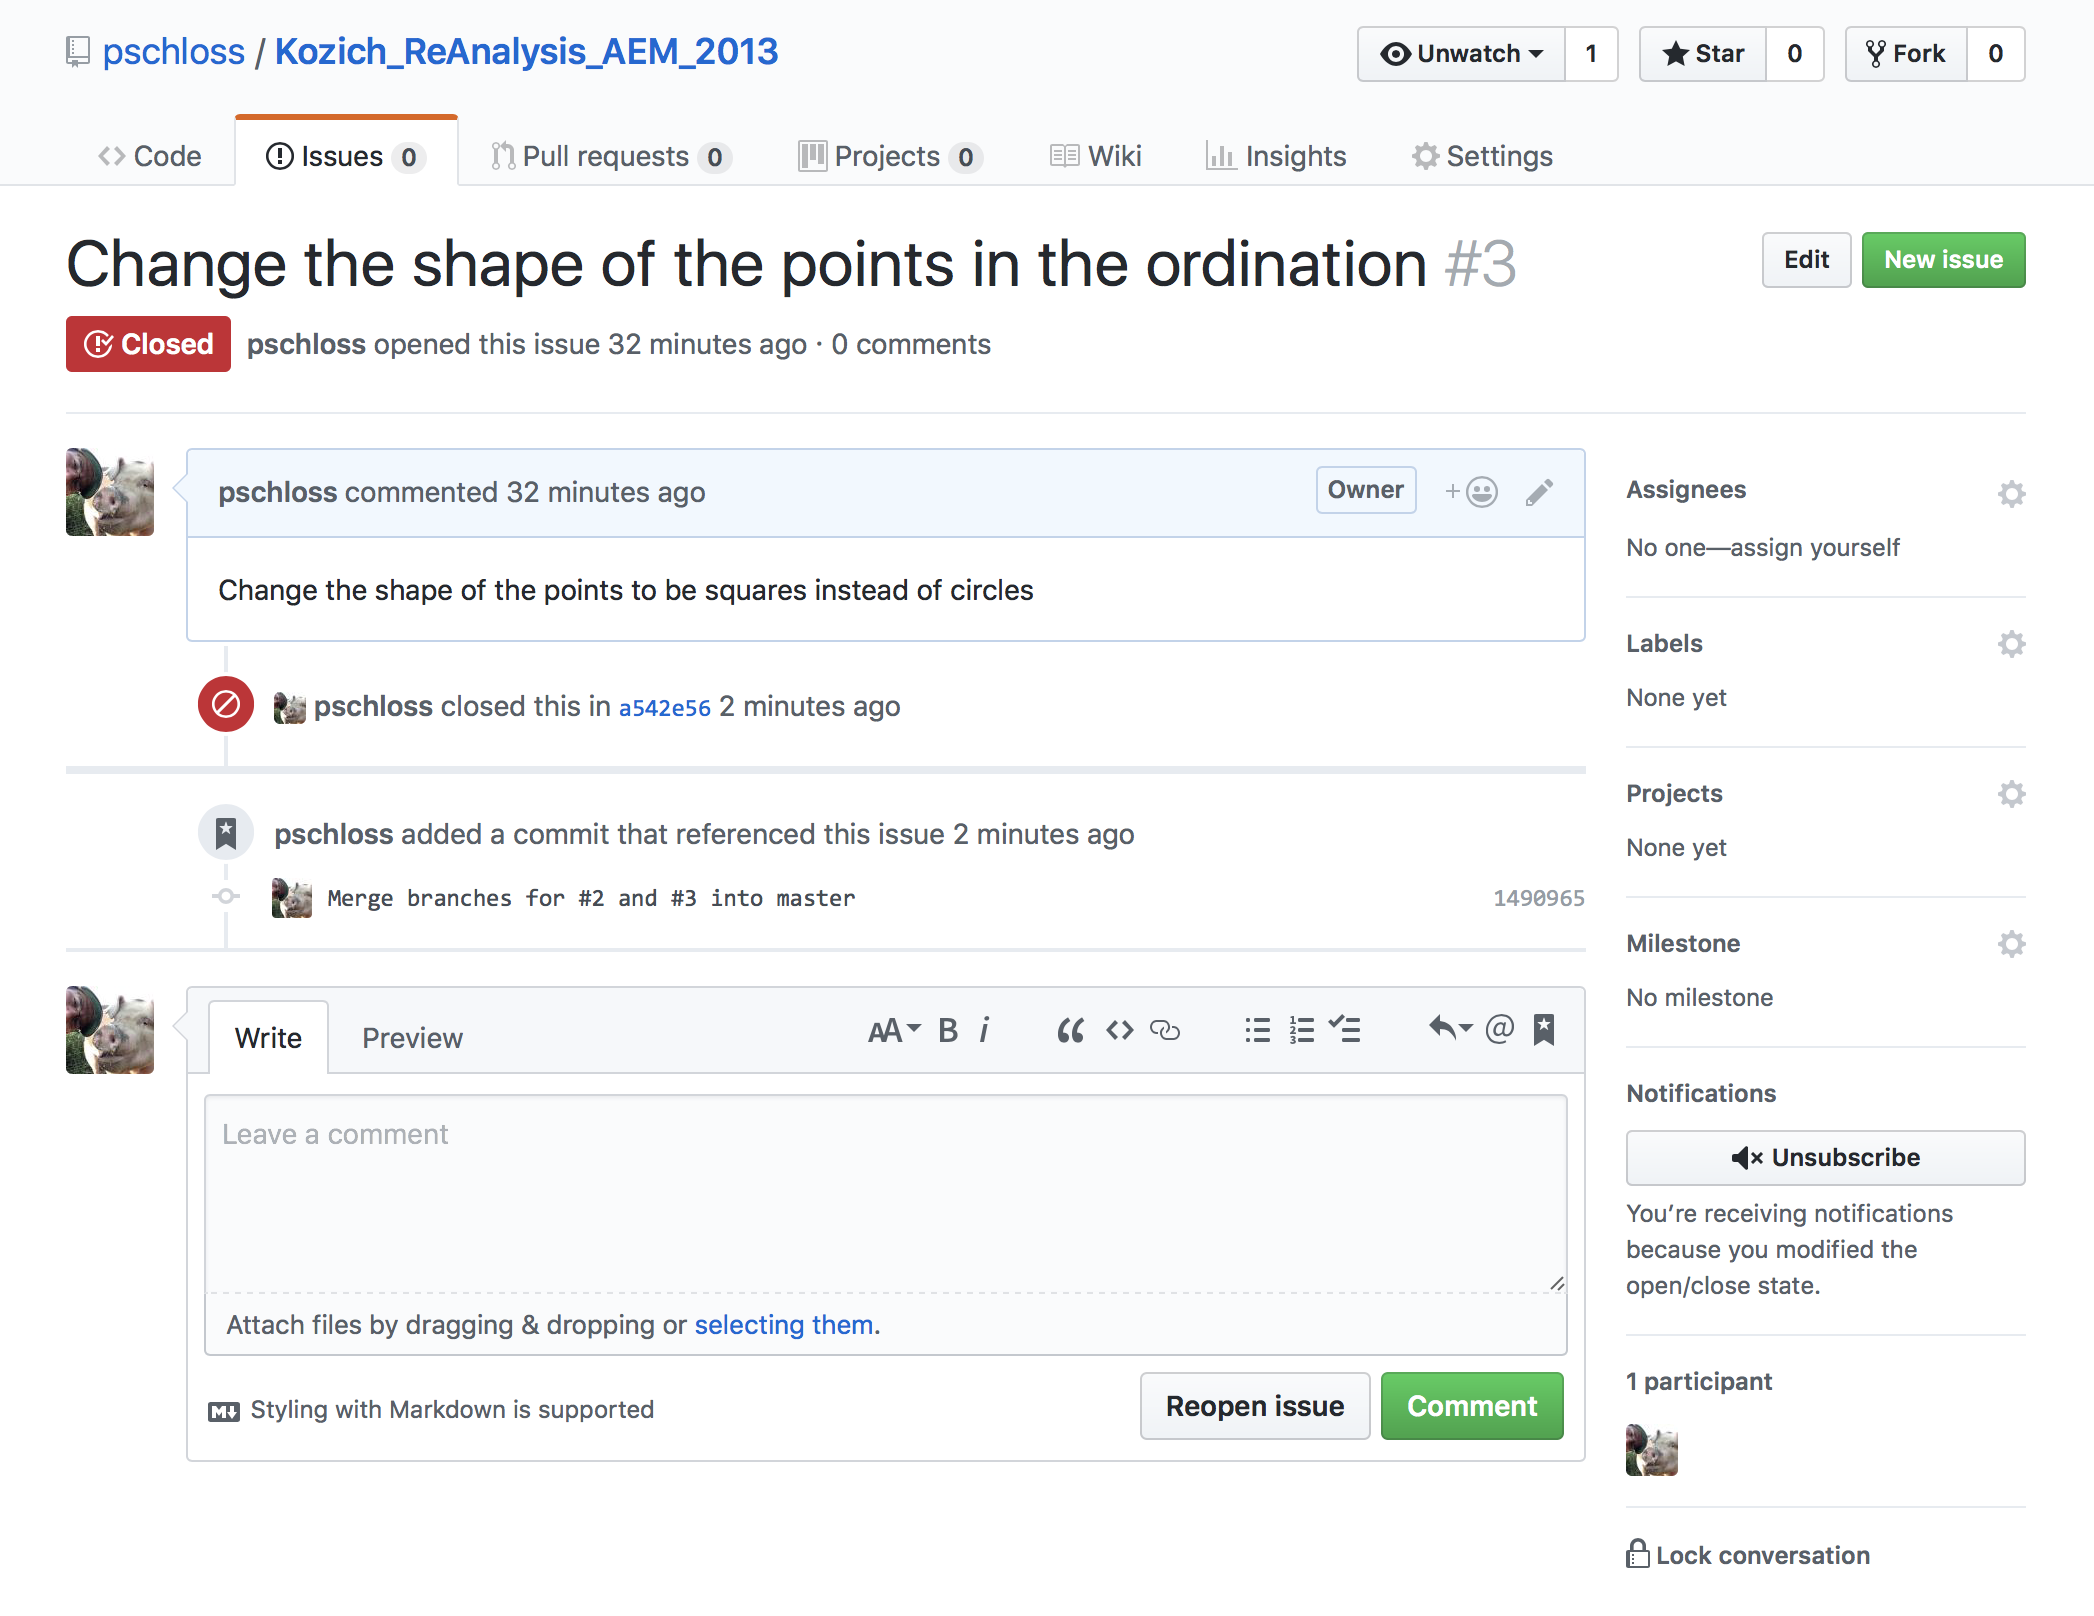 pschloss / Kozich_ReAnalysis_AEM_2013
Unwatch 1 Star 0 Fork 0
Code Issues 0 Pull requests 0 Projects 0 Wiki Insights Settings
Change the shape of the points in the ordination #3
Edit New issue
Closed pschloss opened this issue 32 minutes ago · 0 comments
pschloss commented 32 minutes ago
Owner
Change the shape of the points to be squares instead of circles
pschloss closed this in a542e56 2 minutes ago
pschloss added a commit that referenced this issue 2 minutes ago
Merge branches for #2 and #3 into master 1490965
Write Preview AA B i
Leave a comment
Attach files by dragging & dropping or selecting them.
Styling with Markdown is supported
Reopen issue Comment
Assignees
No one—assign yourself
Labels
None yet
Projects
None yet
Milestone
No milestone
Notifications
Unsubscribe
You’re receiving notifications
because you modified the
open/close state.
1 participant
Lock conversation